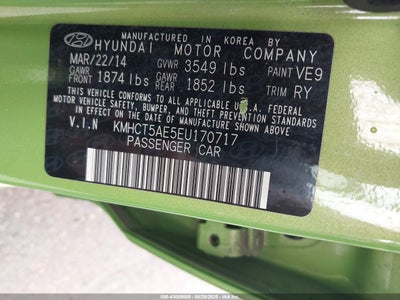 MANUFACTURED IN KOREA BY
HYUNDAI MOTOR COMPANY
MAR/22/14 GVWR 3549 lbs PAINT VE9
GAWR FRONT 1874 lbs GAWR REAR 1852 lbs TRIM RY
THIS VEHICLE CONFORMS TO ALL APPLICABLE U.S.A. FEDERAL
MOTOR VEHICLE SAFETY, BUMPER, AND THEFT PREVENTION
STANDARDS IN EFFECT ON THE DATE OF MANUFACTURE
SHOWN ABOVE.
V.I.N KMHCT5AE5EU170717
PASSENGER CAR